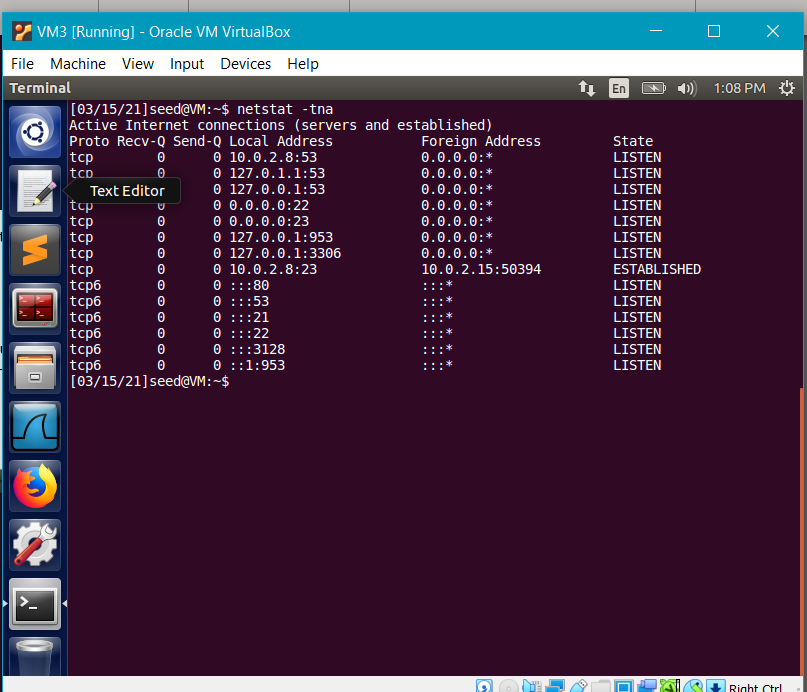 VM3 [Running] - Oracle VM VirtualBox
File Machine View Input Devices Help
Terminal En 1:08 PM
[03/15/21]seed@VM:~$ netstat -tna
Active Internet connections (servers and established)
Proto Recv-Q Send-Q Local Address Foreign Address State
tcp 0 0 10.0.2.8:53 0.0.0.0:* LISTEN
tcp 0 0 127.0.1.1:53 0.0.0.0:* LISTEN
Text Editor 0 127.0.0.1:53 0.0.0.0:* LISTEN
tcp 0 0 0.0.0.0:22 0.0.0.0:* LISTEN
tcp 0 0 0.0.0.0:23 0.0.0.0:* LISTEN
tcp 0 0 127.0.0.1:953 0.0.0.0:* LISTEN
tcp 0 0 127.0.0.1:3306 0.0.0.0:* LISTEN
tcp 0 0 10.0.2.8:23 10.0.2.15:50394 ESTABLISHED
tcp6 0 0 :::80 :::* LISTEN
tcp6 0 0 :::53 :::* LISTEN
tcp6 0 0 :::21 :::* LISTEN
tcp6 0 0 :::22 :::* LISTEN
tcp6 0 0 :::3128 :::* LISTEN
tcp6 0 0 ::1:953 :::* LISTEN
[03/15/21]seed@VM:~$
Right Ctrl